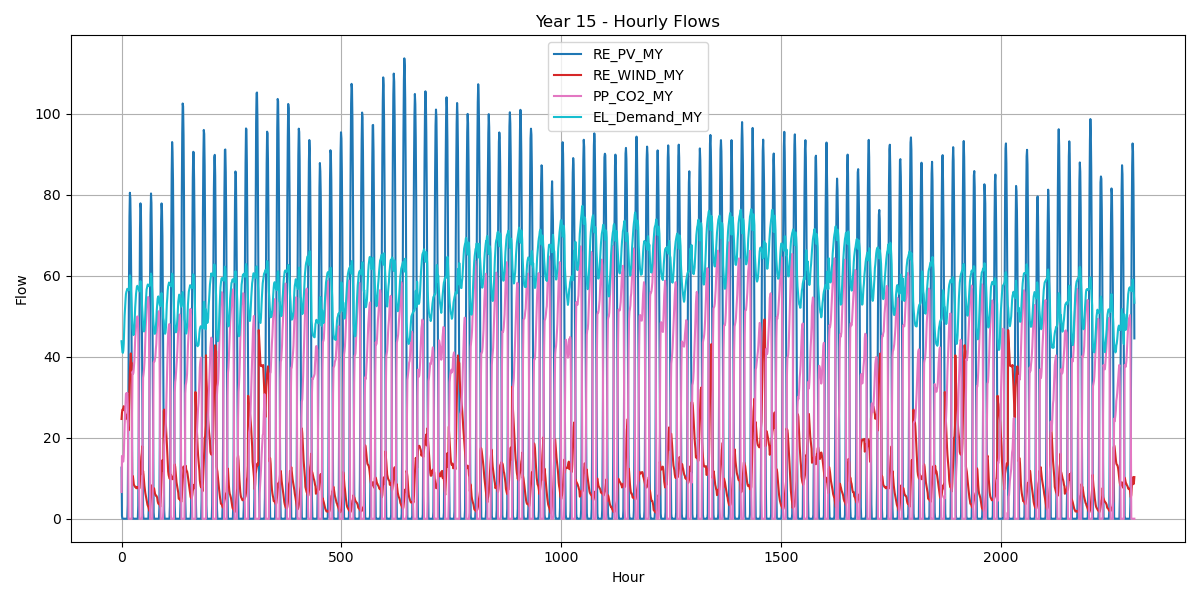 Year 15 - Hourly Flows
RE_PV_MY
RE_WIND_MY
PP_CO2_MY
EL_Demand_MY
Flow
100
80
60
40
20
0
0
500
1000
1500
2000
Hour